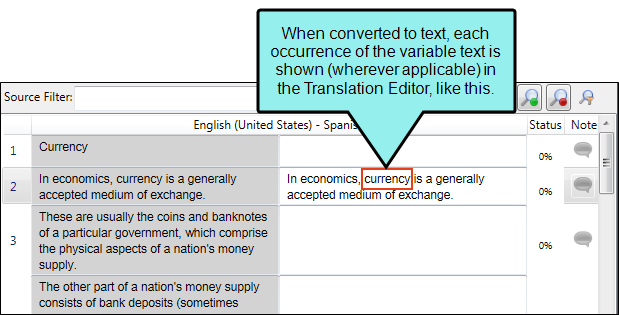 When converted to text, each
occurrence of the variable text is
shown (wherever applicable) in
the Translation Editor, like this.
Source Filter:
English (United States) - Spanis
Status
Note
1
Currency
0%
2
In economics, currency is a generally
accepted medium of exchange.
In economics, currency is a generally
accepted medium of exchange.
0%
3
These are usually the coins and banknotes
of a particular government, which comprise
the physical aspects of a nation's money
supply.
0%
The other part of a nation's money supply
consists of bank deposits (sometimes